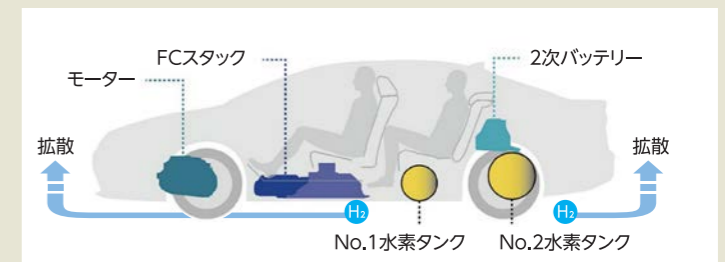 FCスタック
2次バッテリー
モーター
拡散
拡散
H₂
H₂
No.1水素タンク
No.2水素タンク